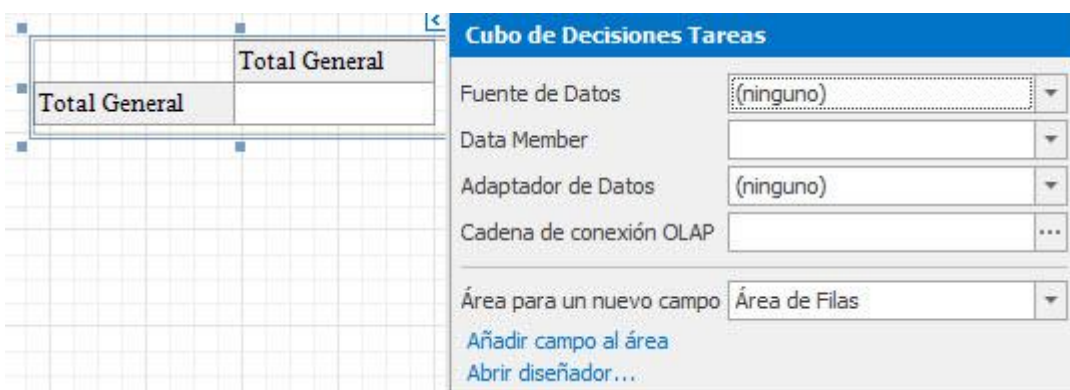 Total General
Total General
Cubo de Decisiones Tareas
Fuente de Datos (ninguno)
Data Member
Adaptador de Datos (ninguno)
Cadena de conexión OLAP
Área para un nuevo campo Área de Filas
Añadir campo al área
Abrir diseñador...